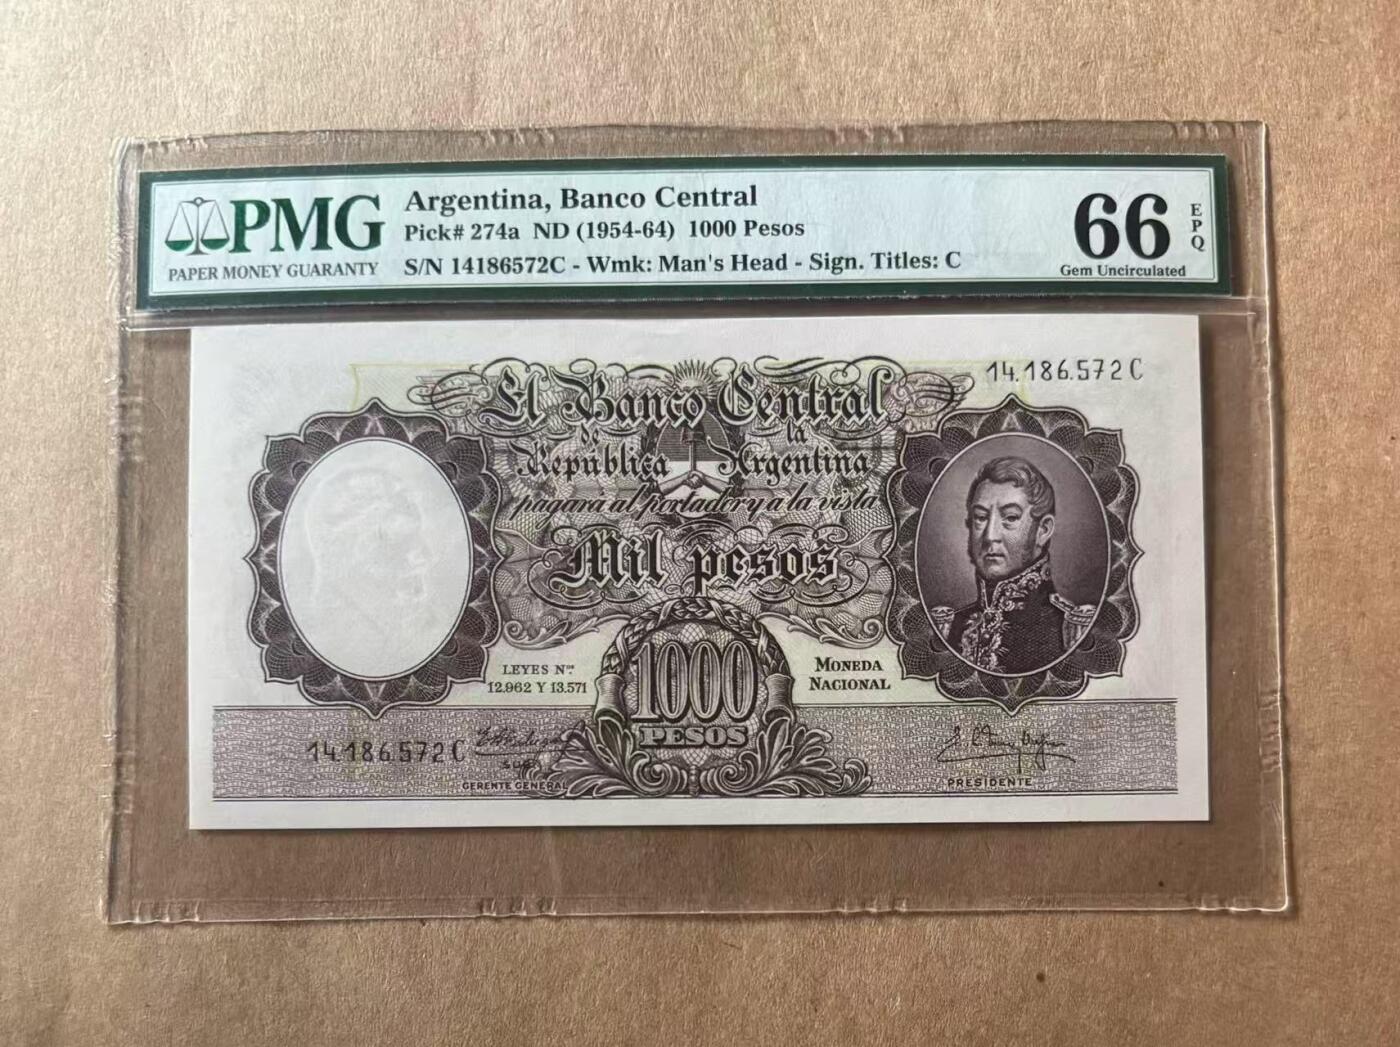 PMG
PAPER MONEY GUARANTY
Argentina, Banco Central
Pick# 274a ND (1954-64) 1000 Pesos
S/N 14186572C - Wmk: Man's Head - Sign. Titles: C
66
EPQ
Gem Uncirculated
14.186.572 C
El Banco Central
de la
República Argentina
pagará al portador y a la vista
Mil pesos
LEYES Nos.
12.962 Y 13.571
1000
PESOS
MONEDA
NACIONAL
14.186.572 C
GERENTE GENERAL
PRESIDENTE